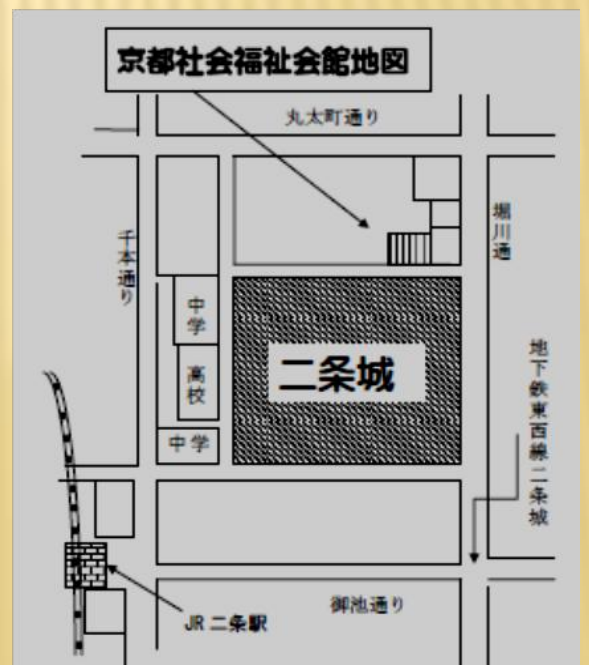 京都社会福祉会館地図
丸太町通り
堀川通
千本通り
中学
高校
中学
二条城
地下鉄東西線二条城
御池通り
JR 二条駅